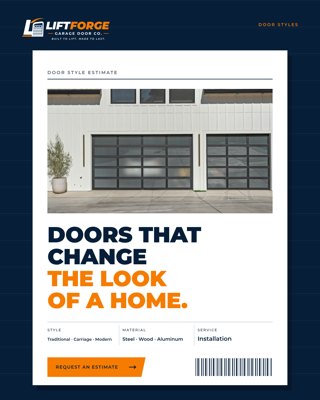 LIFTFORGE
GARAGE DOOR CO.
BUILT TO LIFT. MADE TO LAST.
DOOR STYLES
DOOR STYLE ESTIMATE
DOORS THAT
CHANGE
THE LOOK
OF A HOME.
STYLE
Traditional · Carriage · Modern
MATERIAL
Steel · Wood · Aluminum
SERVICE
Installation
REQUEST AN ESTIMATE